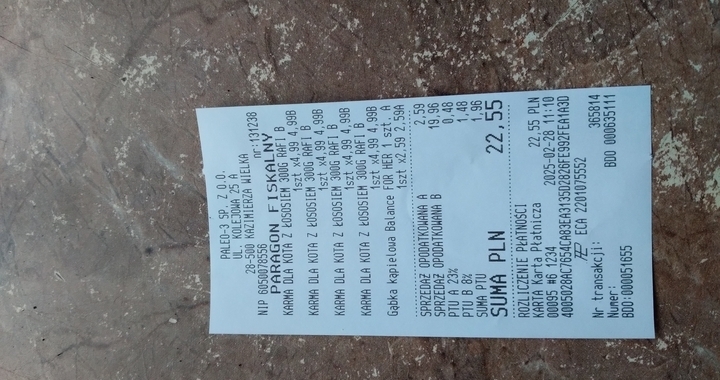 PALEO-3 SP. Z O.O.
UL. KOLEJOWA 25 A
28-500 KAZIMIERZA WIELKA
NIP 6050078556 nr:131238
PARAGON FISKALNY
KARMA DLA KOTA Z ŁOSOSIEM 300G RAFI B
1szt x4,99 4,99B
KARMA DLA KOTA Z ŁOSOSIEM 300G RAFI B
1szt x4,99 4,99B
KARMA DLA KOTA Z ŁOSOSIEM 300G RAFI B
1szt x4,99 4,99B
KARMA DLA KOTA Z ŁOSOSIEM 300G RAFI B
1szt x4,99 4,99B
Gąbka kąpielowa Balance FOR HER 1 szt. A
1szt x2,59 2,59A
SPRZEDAŻ OPODATKOWANA A 2,59
SPRZEDAŻ OPODATKOWANA B 19,96
PTU A 23% 0,48
PTU B 8% 1,48
SUMA PTU 1,96
SUMA PLN 22,55
ROZLICZENIE PŁATNOŚCI
KARTA Karta Płatnicza 22,55 PLN
00095 #6 1234 2025-02-28 11:10
ECA 2201075552
Nr transakcji: 365814
Numer: BDO 000635111
BDO:000051655